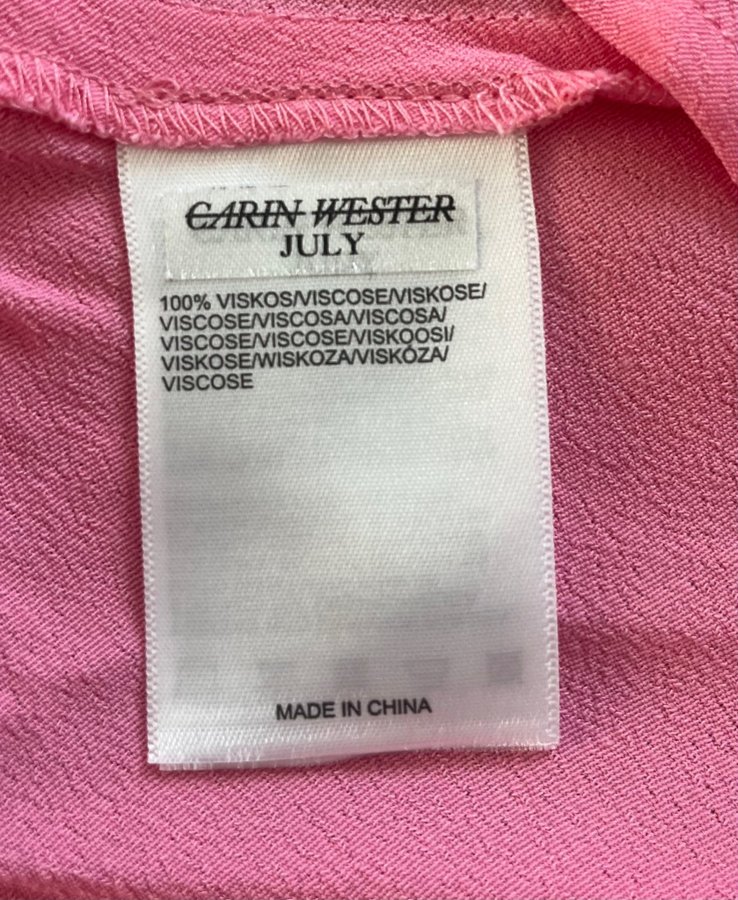 CARIN WESTER
JULY
100% VISKOS/VISCOSE/VISKOSE/
VISCOSE/VISCOSA/VISCOSA/
VISCOSE/VISCOSE/VISKOOSI/
VISKOSE/WISKOZA/VISKÓZA/
VISCOSE
MADE IN CHINA